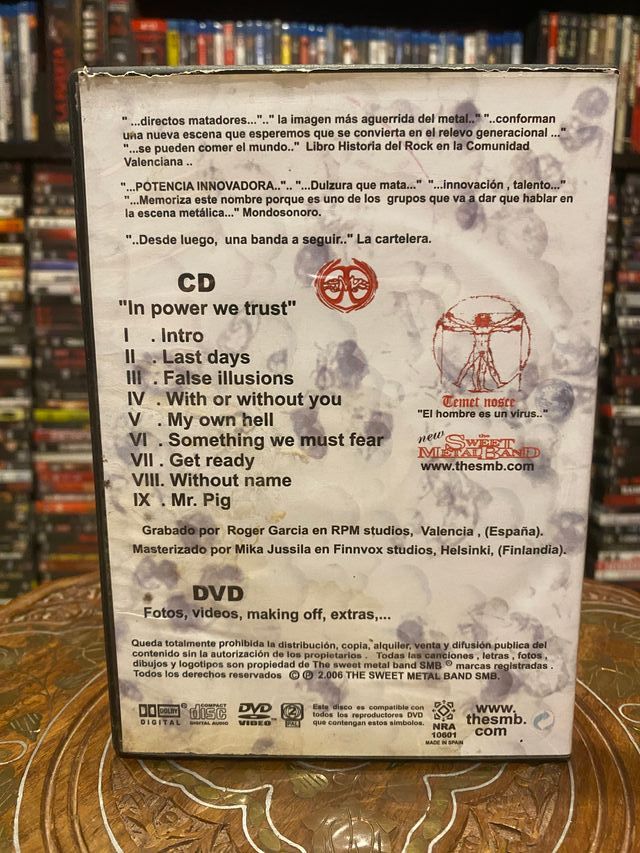 " ...directos matadores..."." la imagen más aguerrida del metal.." "..conforman
una nueva escena que esperemos que se convierta en el relevo generacional ..."
"...se pueden comer el mundo.." Libro Historia del Rock en la Comunidad
Valenciana ..
"...POTENCIA INNOVADORA..".. "...Dulzura que mata..." "...innovación , talento..."
"...Memoriza este nombre porque es uno de los grupos que va a dar que hablar en
la escena metálica..." Mondosonoro.
"..Desde luego, una banda a seguir.." La cartelera.
CD
"In power we trust"
I . Intro
II . Last days
III . False illusions
IV . With or without you
V . My own hell
VI . Something we must fear
VII . Get ready
VIII. Without name
IX . Mr. Pig
Temet nosce
"El hombre es un virus.."
new the
SWEET
METAL BAND
www.thesmb.com
Grabado por Roger Garcia en RPM studios, Valencia , (España).
Masterizado por Mika Jussila en Finnvox studios, Helsinki, (Finlandia).
DVD
Fotos, videos, making off, extras,...
Queda totalmente prohibida la distribución, copia, alquiler, venta y difusión publica del
contenido sin la autorización de los propietarios . Todas las canciones , letras , fotos ,
dibujos y logotipos son propiedad de The sweet metal band SMB ® marcas registradas .
Todos los derechos reservados © ℗ 2.006 THE SWEET METAL BAND SMB.
DOLBY
DIGITAL
COMPACT
disc
DIGITAL AUDIO
DVD
VIDEO™
2
PAL
Este disco es compatible con
todos los reproductores DVD
que contengan estos simbolos.
NRA
10601
MADE IN SPAIN
www.
thesmb.
com